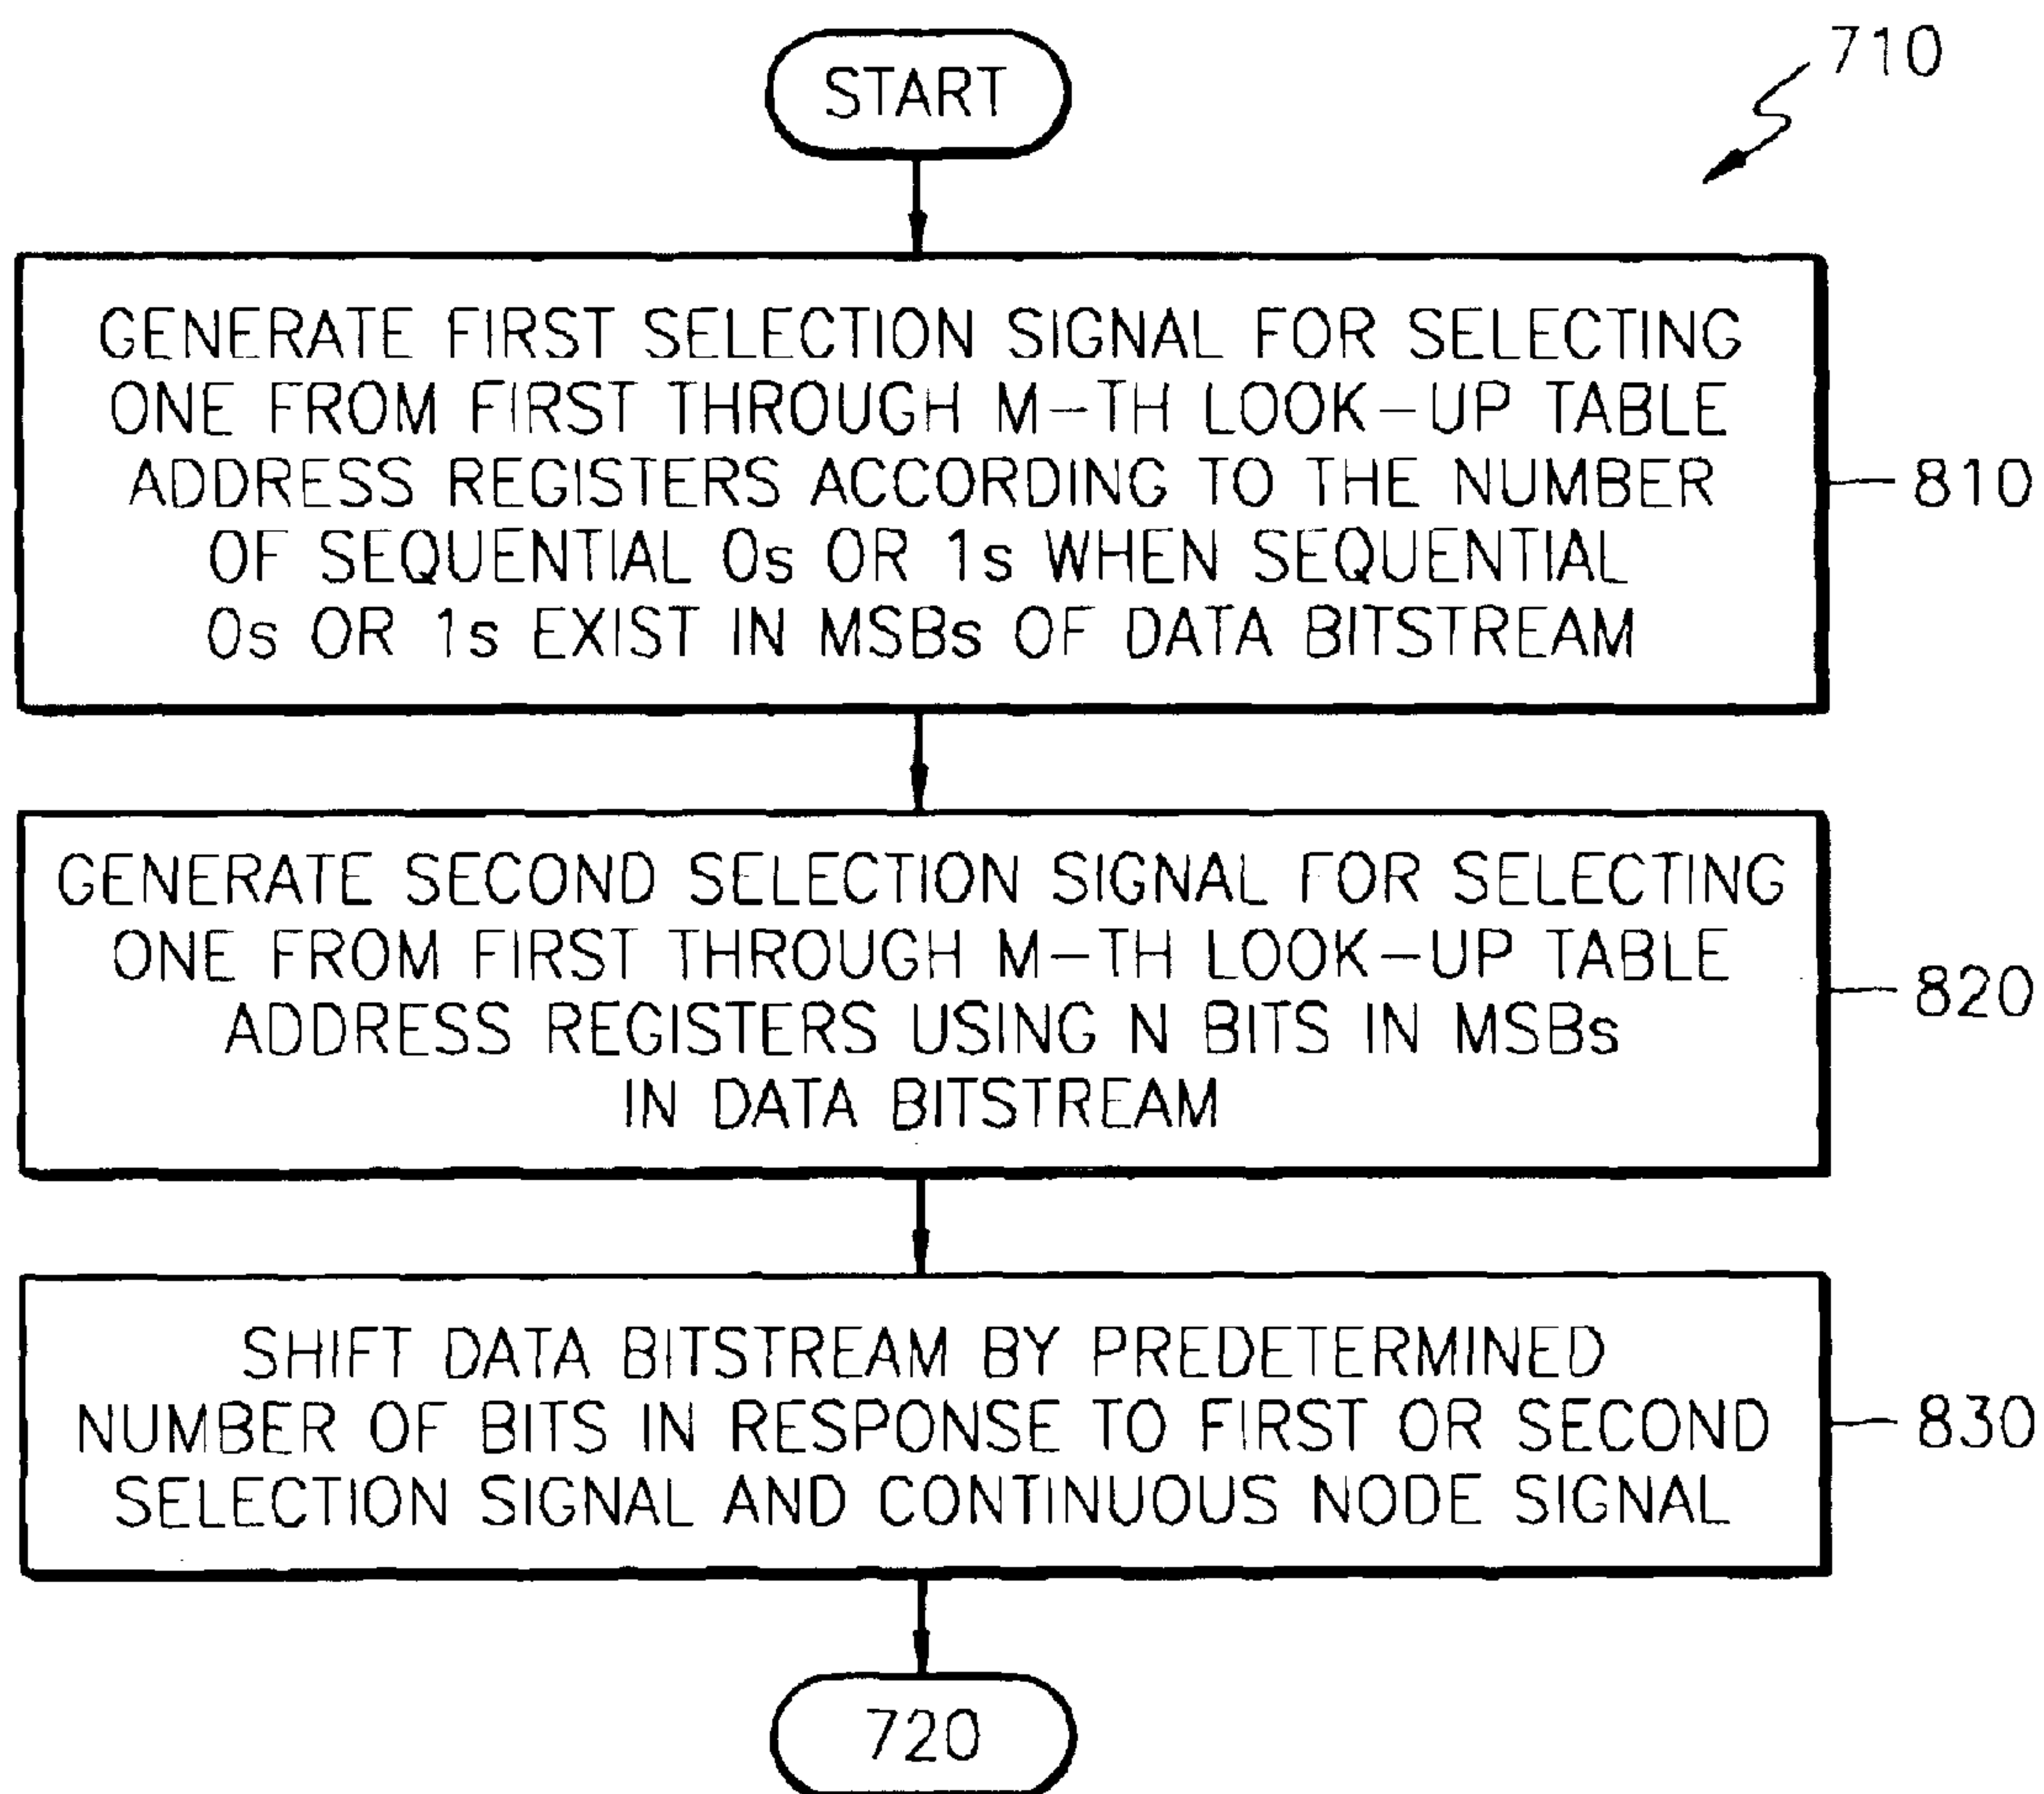 START
710
GENERATE FIRST SELECTION SIGNAL FOR SELECTING
ONE FROM FIRST THROUGH M-TH LOOK-UP TABLE
ADDRESS REGISTERS ACCORDING TO THE NUMBER
OF SEQUENTIAL 0s OR 1s WHEN SEQUENTIAL
0s OR 1s EXIST IN MSBs OF DATA BITSTREAM
810
GENERATE SECOND SELECTION SIGNAL FOR SELECTING
ONE FROM FIRST THROUGH M-TH LOOK-UP TABLE
ADDRESS REGISTERS USING N BITS IN MSBs
IN DATA BITSTREAM
820
SHIFT DATA BITSTREAM BY PREDETERMINED
NUMBER OF BITS IN RESPONSE TO FIRST OR SECOND
SELECTION SIGNAL AND CONTINUOUS NODE SIGNAL
830
720